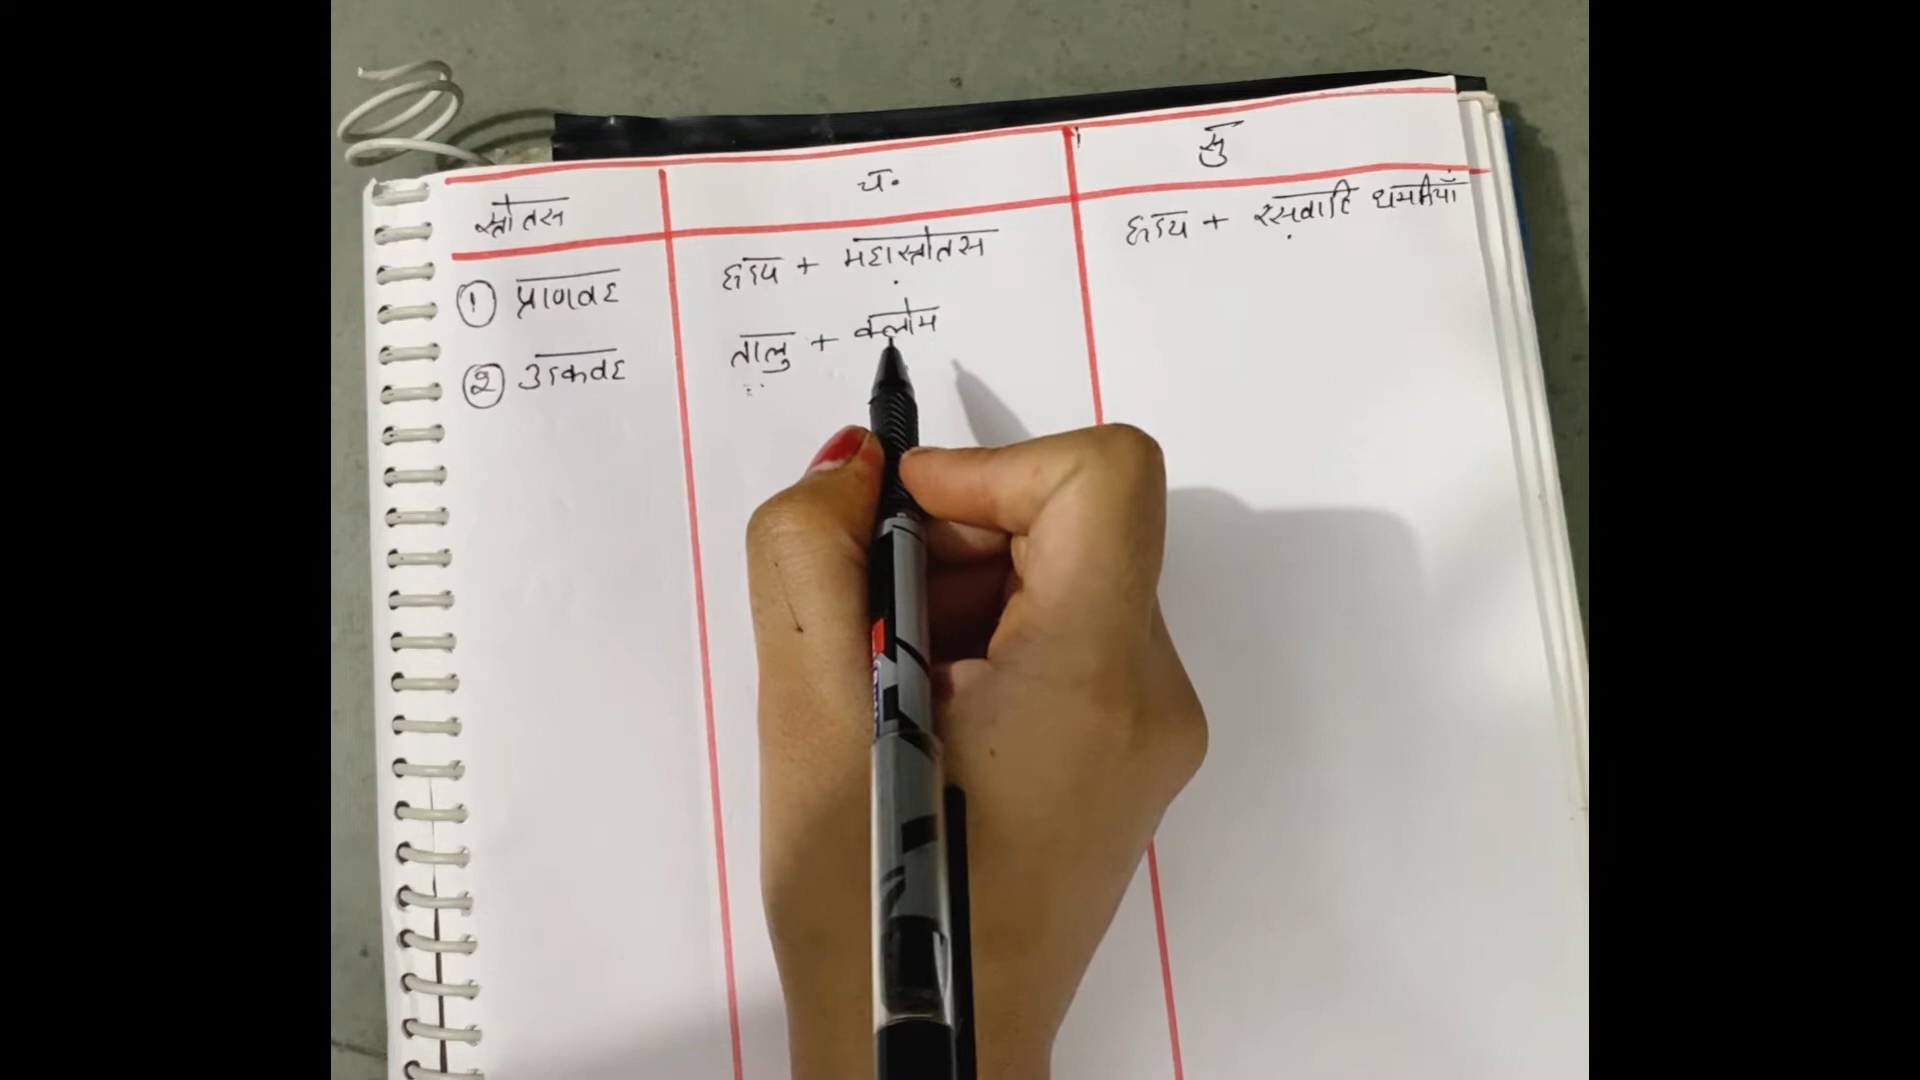 स्त्रोतस च. सु
① प्राणवह हृदय + महास्त्रोतस हृदय + रसवाहि धमनीयाँ
② उदकवह तालु + क्लोम